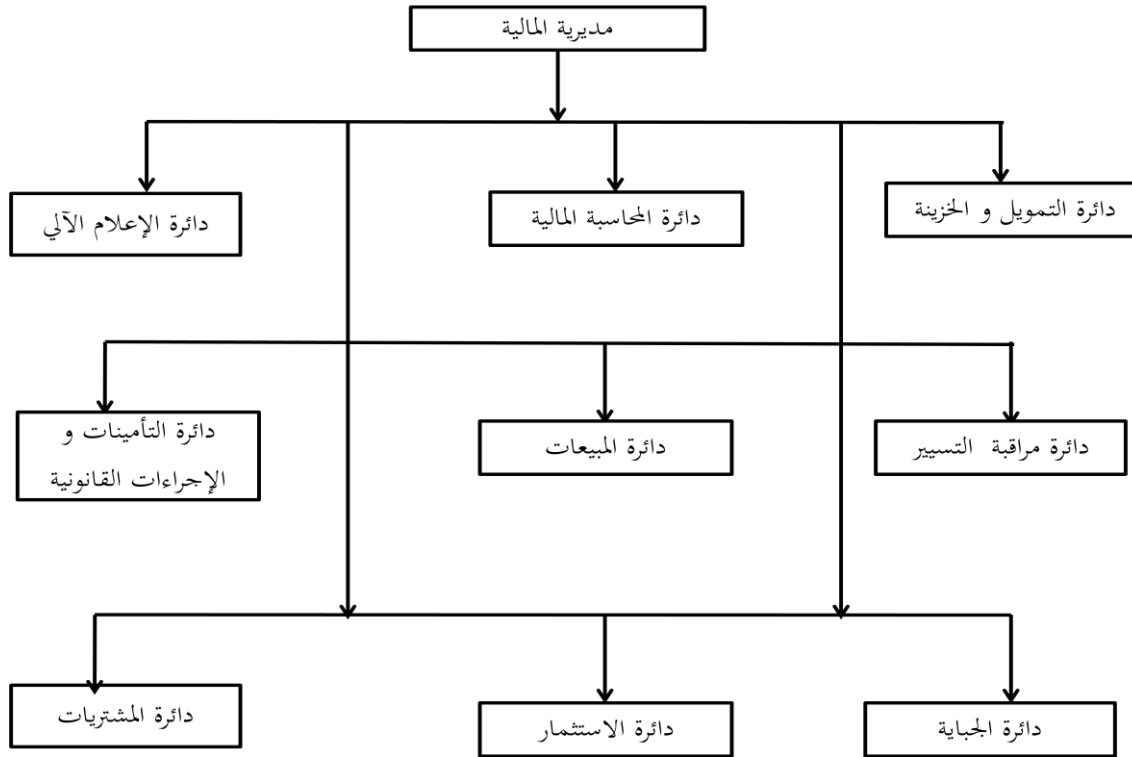 مديرية المالية
دائرة التمويل و الخزينة
دائرة المحاسبة المالية
دائرة الإعلام الآلي
دائرة مراقبة التسيير
دائرة المبيعات
دائرة التأمينات و
الإجراءات القانونية
دائرة الجباية
دائرة الاستثمار
دائرة المشتريات